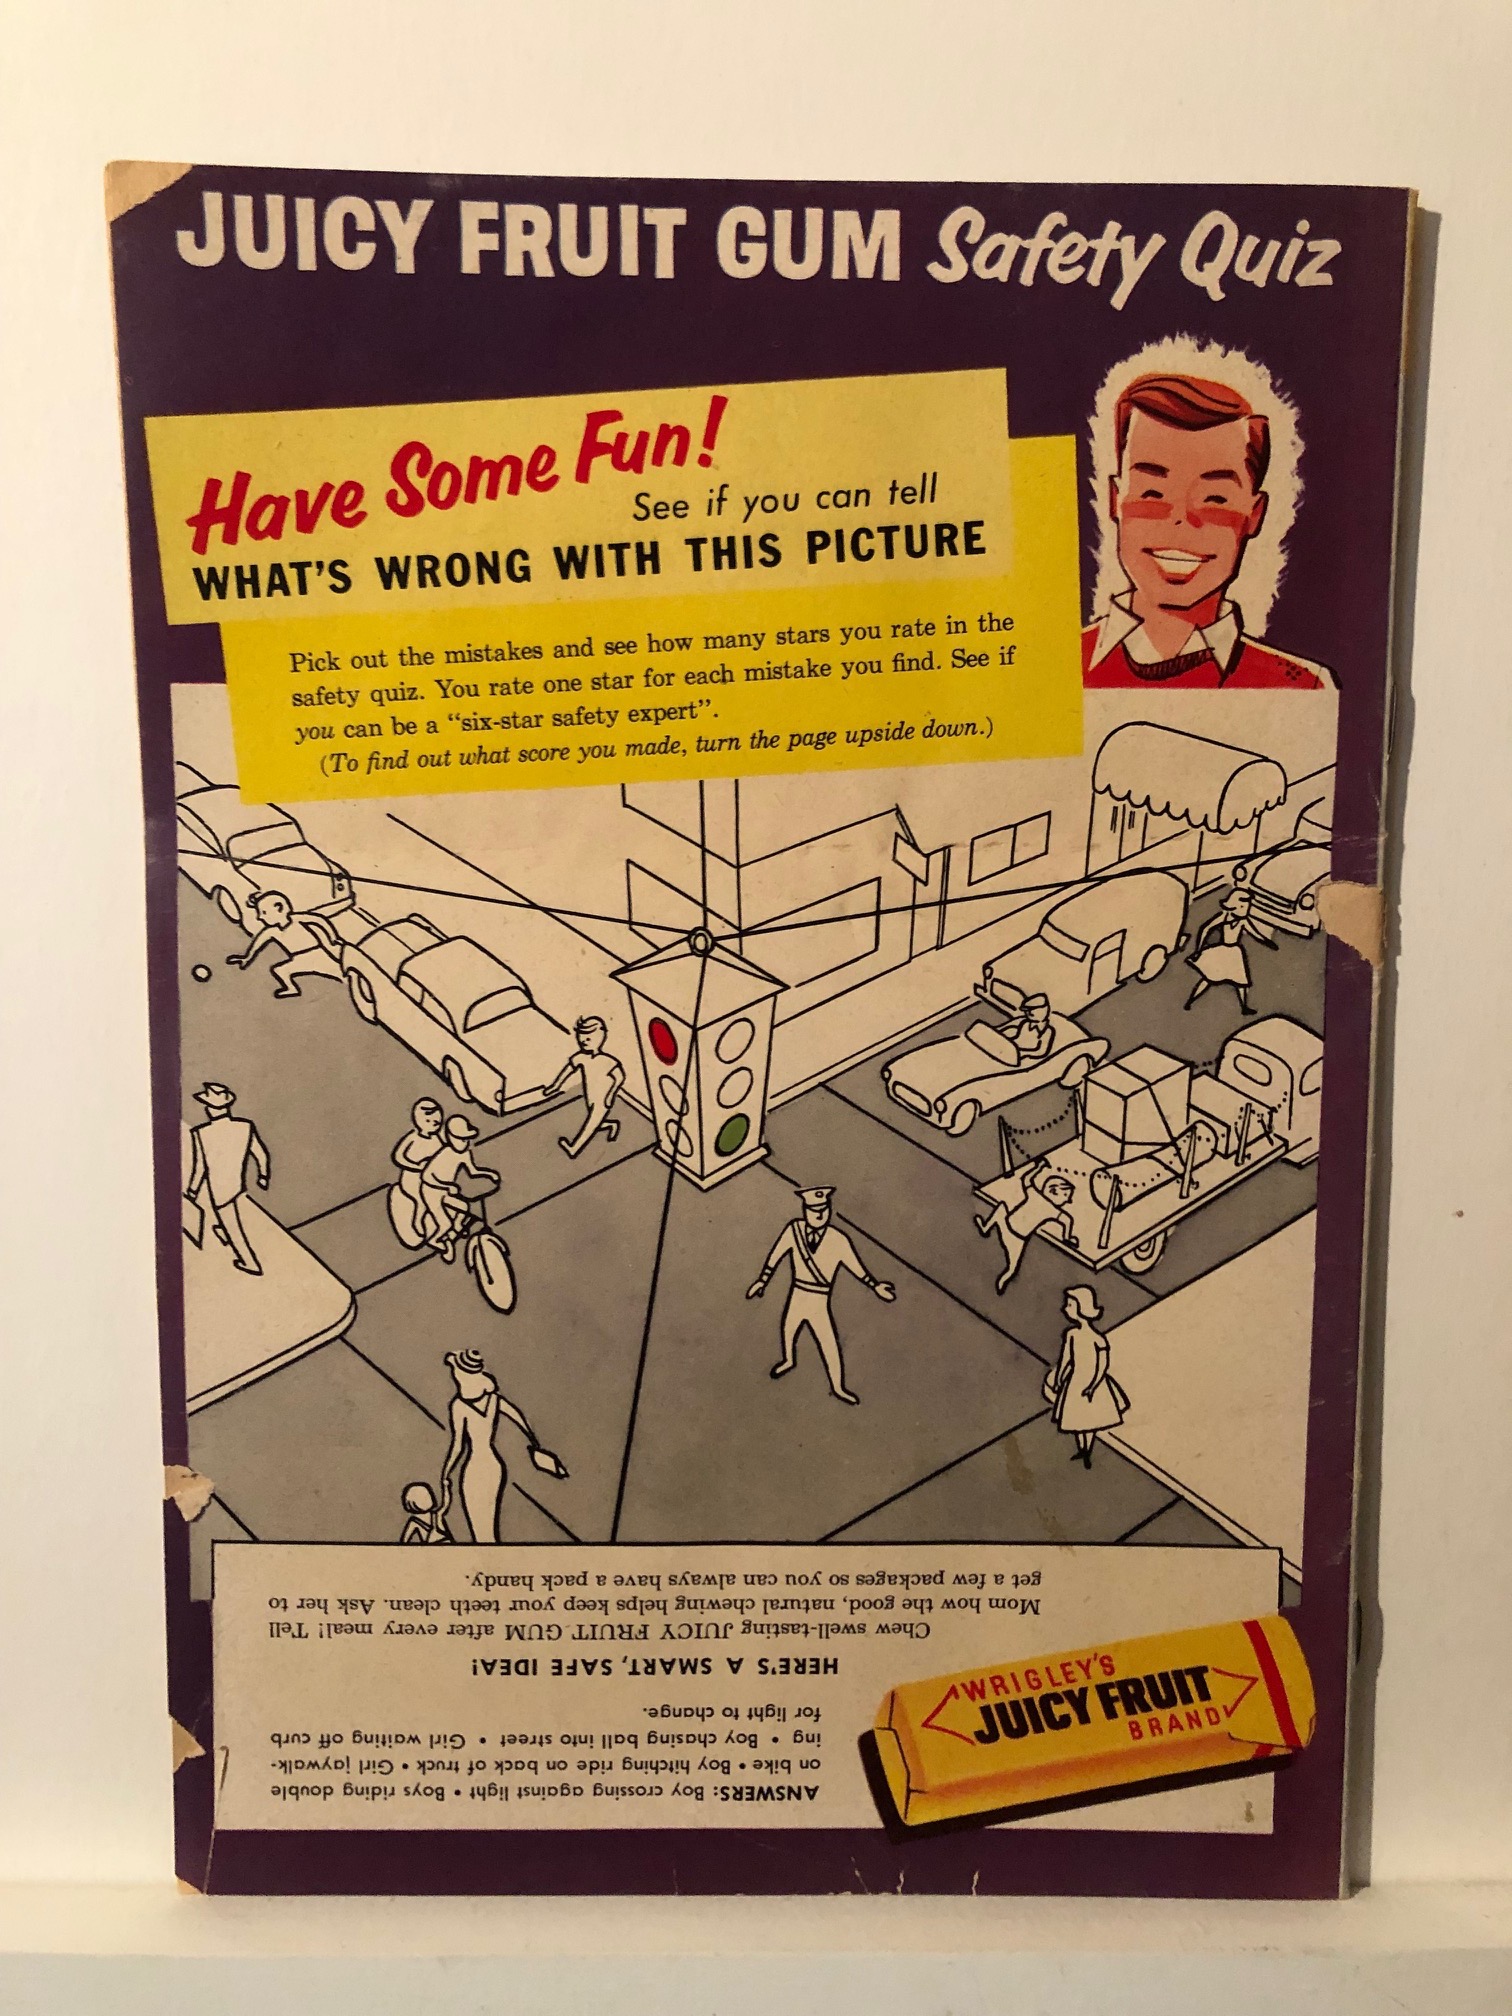 JUICY FRUIT GUM Safety Quiz
Have Some Fun!
See if you can tell
WHAT'S WRONG WITH THIS PICTURE
Pick out the mistakes and see how many stars you rate in the
safety quiz. You rate one star for each mistake you find. See if
you can be a "six-star safety expert".
(To find out what score you made, turn the page upside down.)
ANSWERS: Boy crossing against light • Boys riding double
on bike • Boy hitching ride on back of truck • Girl jaywalk-
ing • Boy chasing ball into street • Girl waiting off curb
for light to change.
HERE'S A SMART, SAFE IDEA!
Chew swell-tasting JUICY FRUIT GUM after every meal! Tell
Mom how the good, natural chewing helps keep your teeth clean. Ask her to
get a few packages so you can always have a pack handy.
WRIGLEY'S
JUICY FRUIT
BRAND